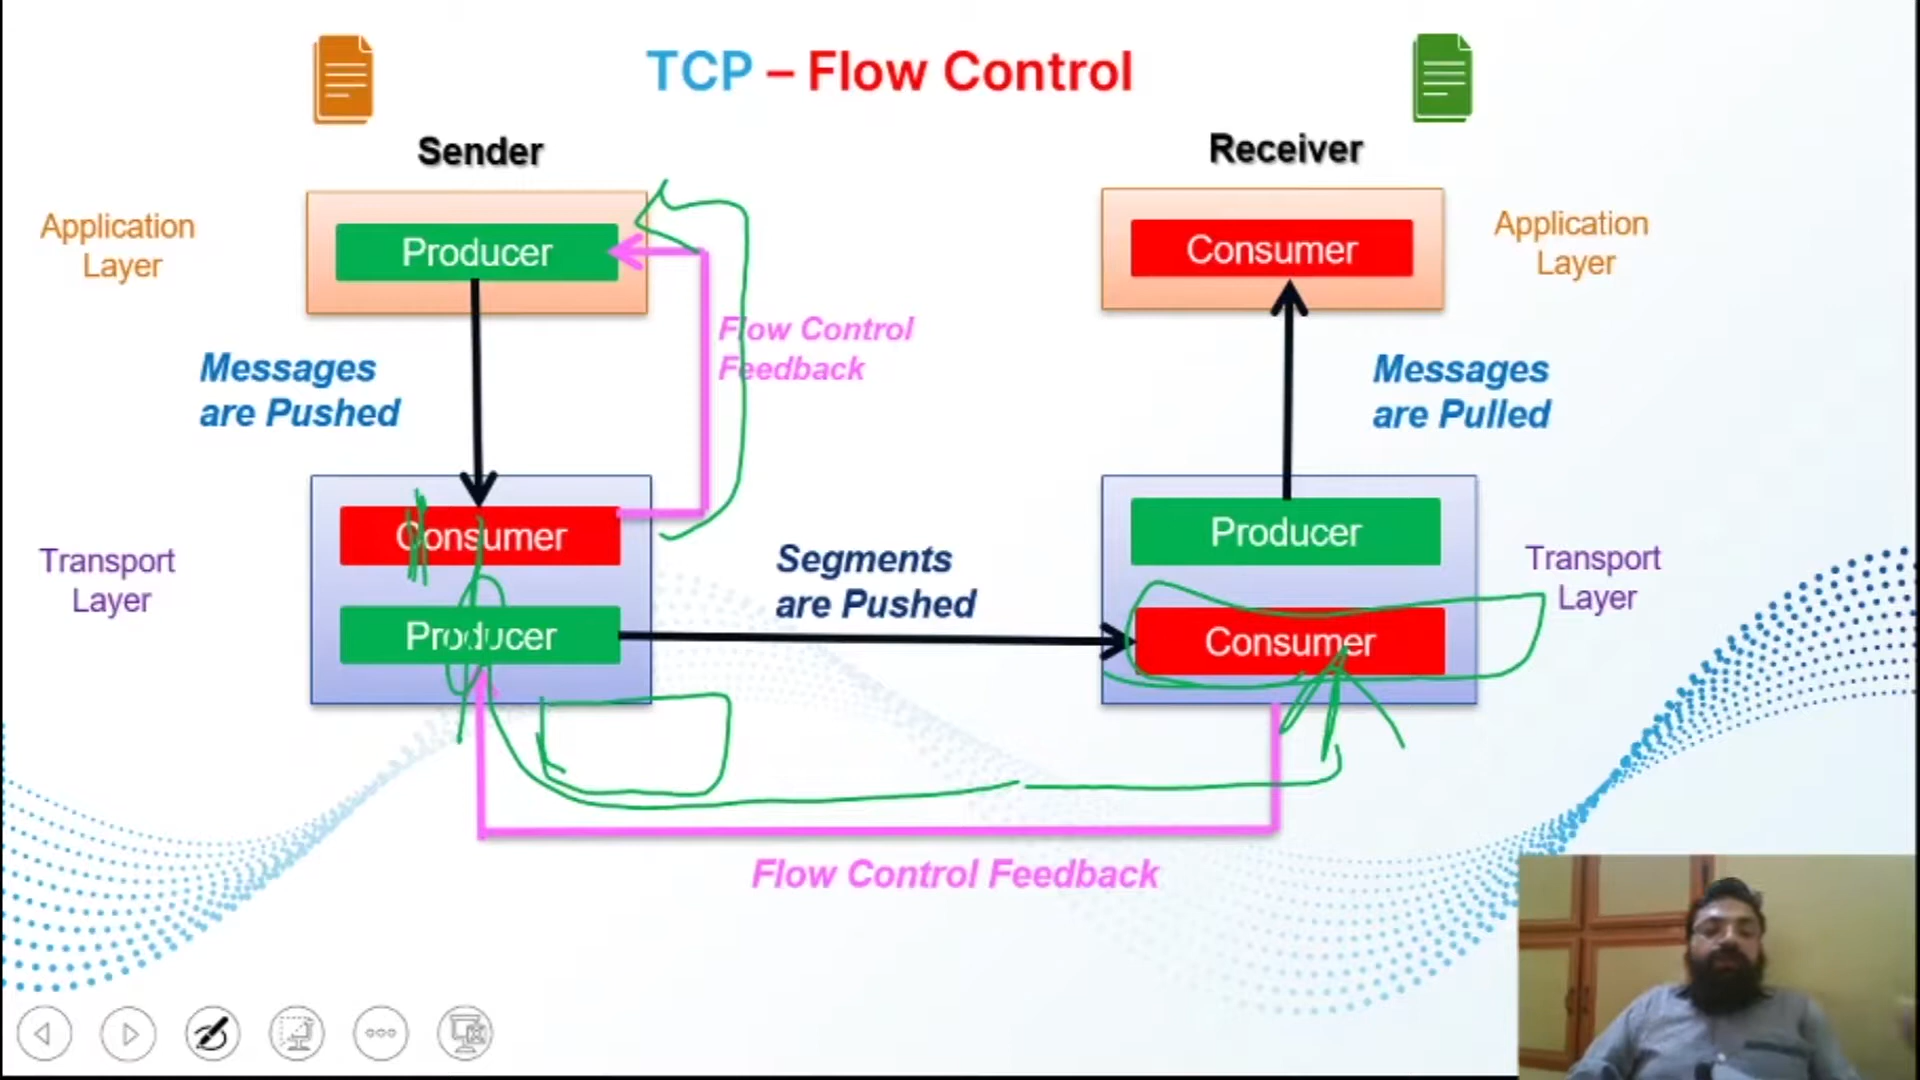 TCP – Flow Control
Sender
Receiver
Application
Layer
Producer
Consumer
Application
Layer
Flow Control
Feedback
Messages
are Pushed
Messages
are Pulled
Transport
Layer
Consumer
Producer
Segments
are Pushed
Producer
Consumer
Transport
Layer
Flow Control Feedback